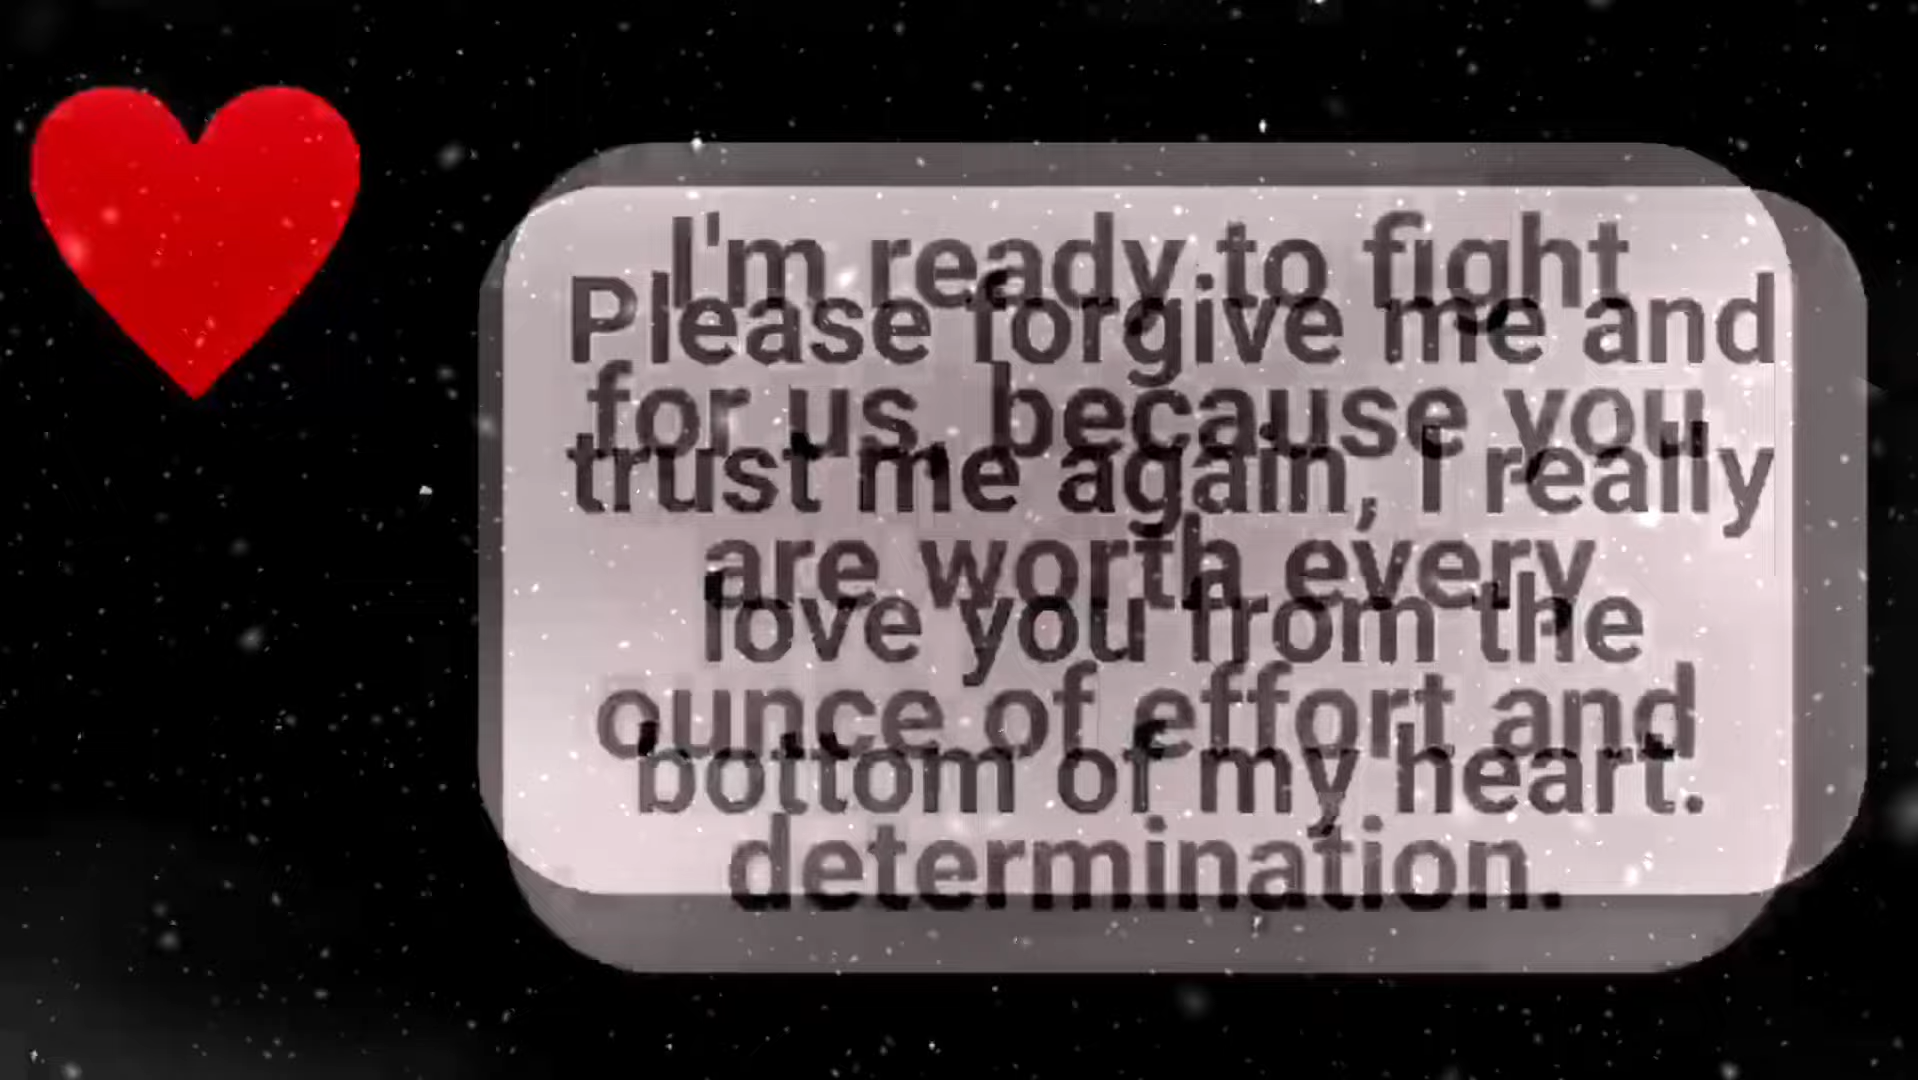 I'm ready to fight
for us, because you
are worth every
ounce of effort and
determination.
Please forgive me and
trust me again, I really
love you from the
bottom of my heart.